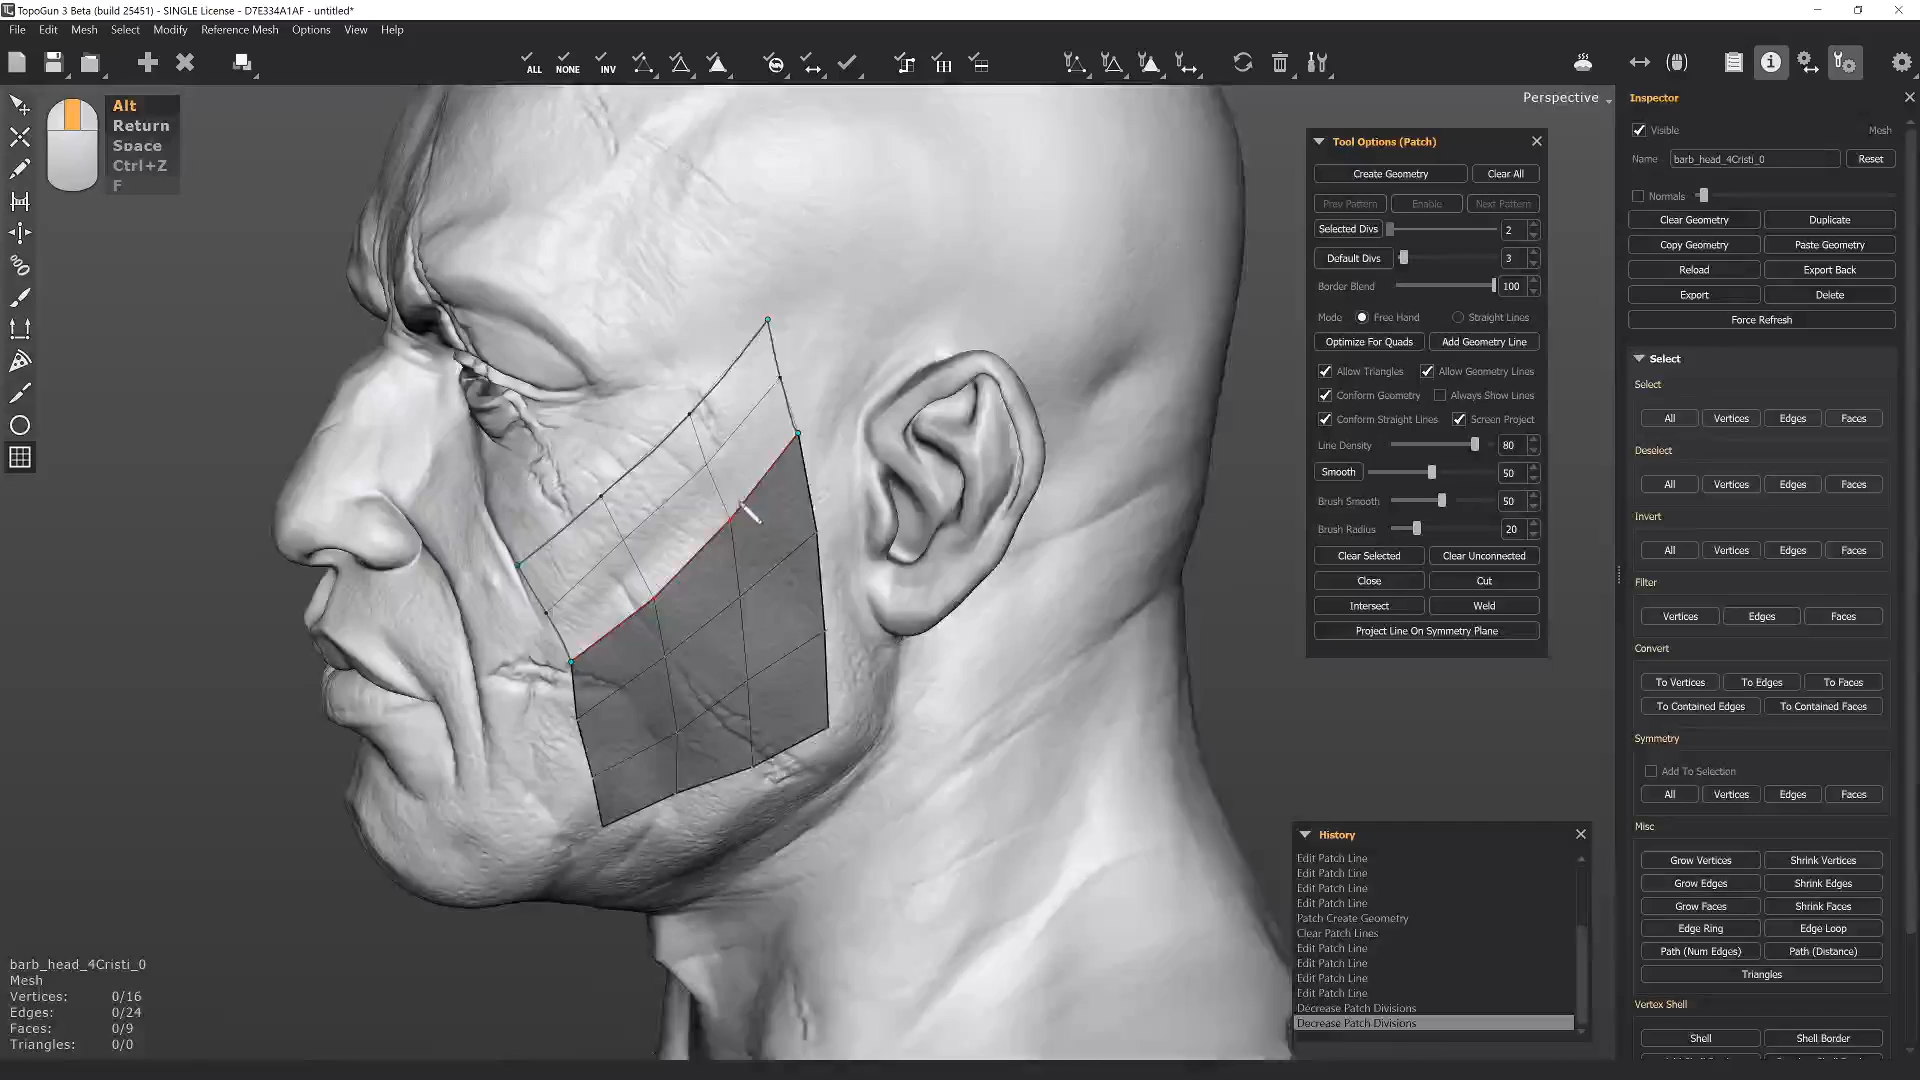 TopoGun 3 Beta (build 25451) - SINGLE License - D7E334A1AF - untitled*
File Edit Mesh Select Modify Reference Mesh Options View Help
ALL NONE INV
Alt
Return
Space
Ctrl+Z
F
Perspective
Tool Options (Patch)
Create Geometry Clear All
Prev Pattern Enable Next Pattern
Selected Divs 2
Default Divs 3
Border Blend 100
Mode Free Hand Straight Lines
Optimize For Quads Add Geometry Line
Allow Triangles Allow Geometry Lines
Conform Geometry Always Show Lines
Conform Straight Lines Screen Project
Line Density 80
Smooth 50
Brush Smooth 50
Brush Radius 20
Clear Selected Clear Unconnected
Close Cut
Intersect Weld
Project Line On Symmetry Plane
History
Edit Patch Line
Edit Patch Line
Edit Patch Line
Edit Patch Line
Patch Create Geometry
Clear Patch Lines
Edit Patch Line
Edit Patch Line
Edit Patch Line
Edit Patch Line
Decrease Patch Divisions
Decrease Patch Divisions
barb_head_4Cristi_0
Mesh
Vertices: 0/16
Edges: 0/24
Faces: 0/9
Triangles: 0/0
Inspector
Visible Mesh
Name barb_head_4Cristi_0 Reset
Normals
Clear Geometry Duplicate
Copy Geometry Paste Geometry
Reload Export Back
Export Delete
Force Refresh
Select
Select
All Vertices Edges Faces
Deselect
All Vertices Edges Faces
Invert
All Vertices Edges Faces
Filter
Vertices Edges Faces
Convert
To Vertices To Edges To Faces
To Contained Edges To Contained Faces
Symmetry
Add To Selection
All Vertices Edges Faces
Misc
Grow Vertices Shrink Vertices
Grow Edges Shrink Edges
Grow Faces Shrink Faces
Edge Ring Edge Loop
Path (Num Edges) Path (Distance)
Triangles
Vertex Shell
Shell Shell Border